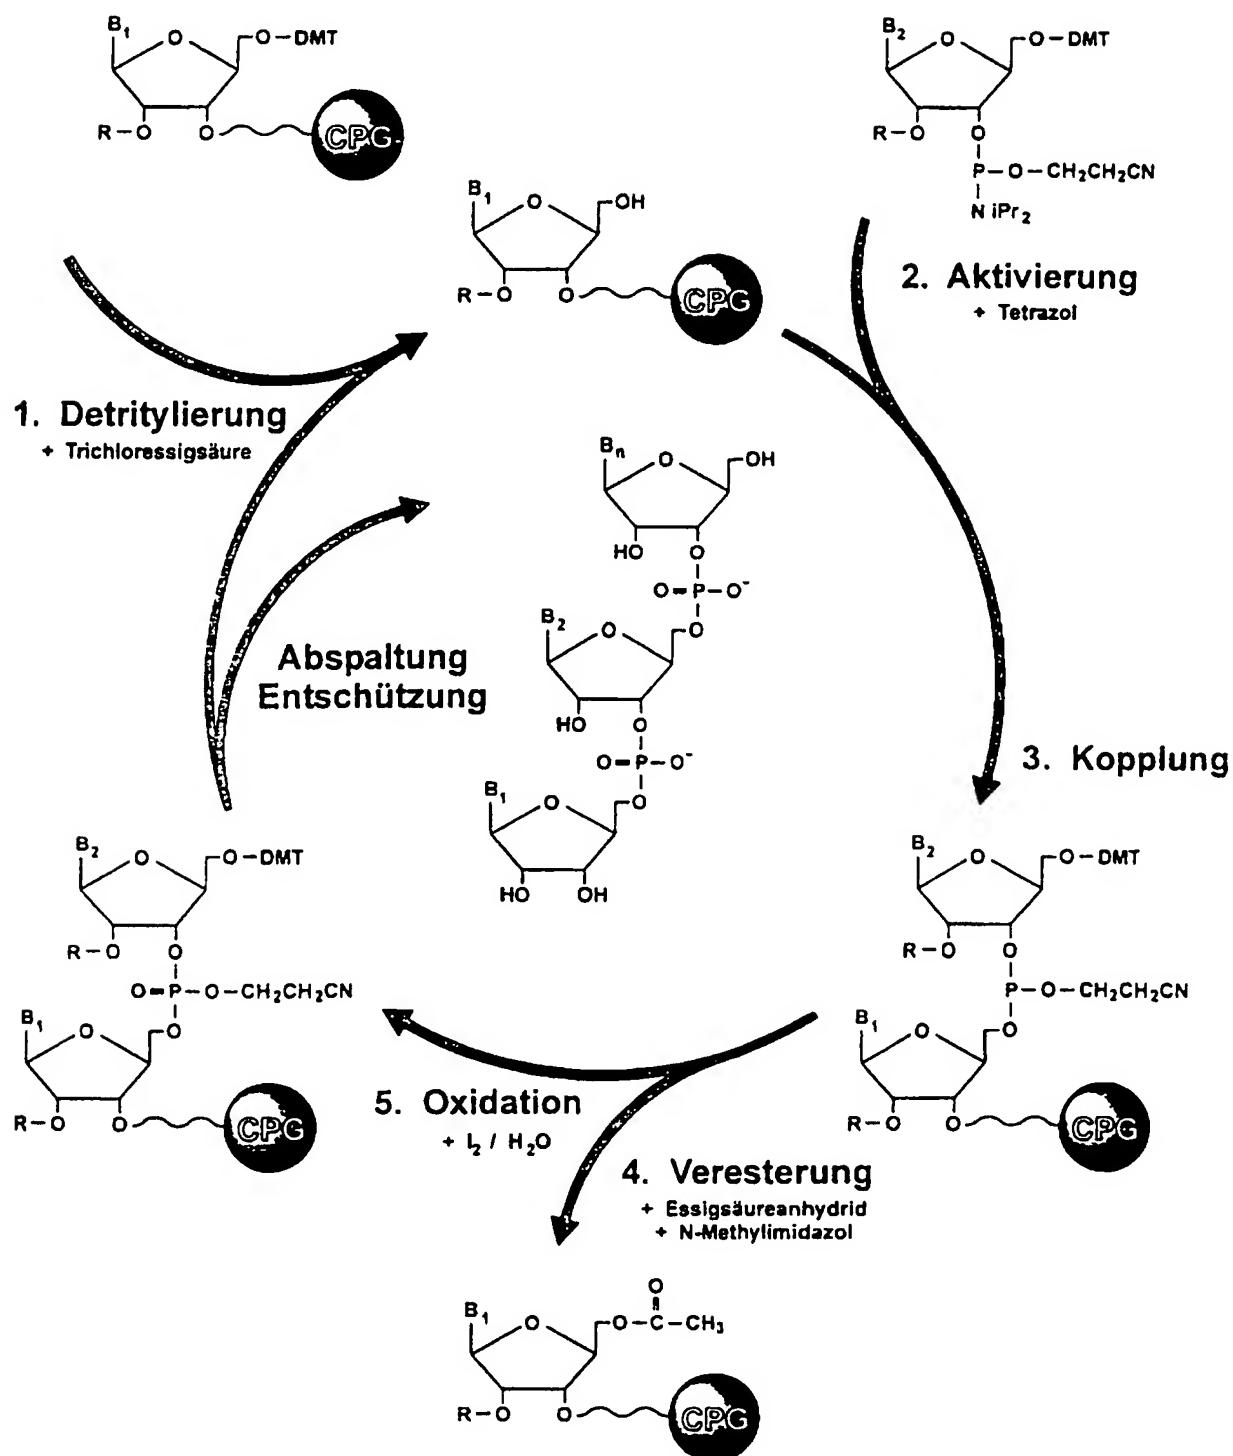 B1 O O–DMT
R–O O CPG
B2 O O–DMT
R–O O
P–O–CH2CH2CN
N iPr2
B1 O OH
R–O O CPG
2. Aktivierung
+ Tetrazol
1. Detritylierung
+ Trichloressigsäure
Bn O OH
HO O
O=P–O-
B2 O O
HO O
O=P–O-
B1 O O
HO OH
Abspaltung
Entschützung
3. Kopplung
B2 O O–DMT
R–O O
O=P–O–CH2CH2CN
B1 O O
R–O O CPG
B2 O O–DMT
R–O O
P–O–CH2CH2CN
B1 O O
R–O O CPG
5. Oxidation
+ I2 / H2O
4. Veresterung
+ Essigsäureanhydrid
+ N-Methylimidazol
O
B1 O O–C–CH3
R–O O CPG